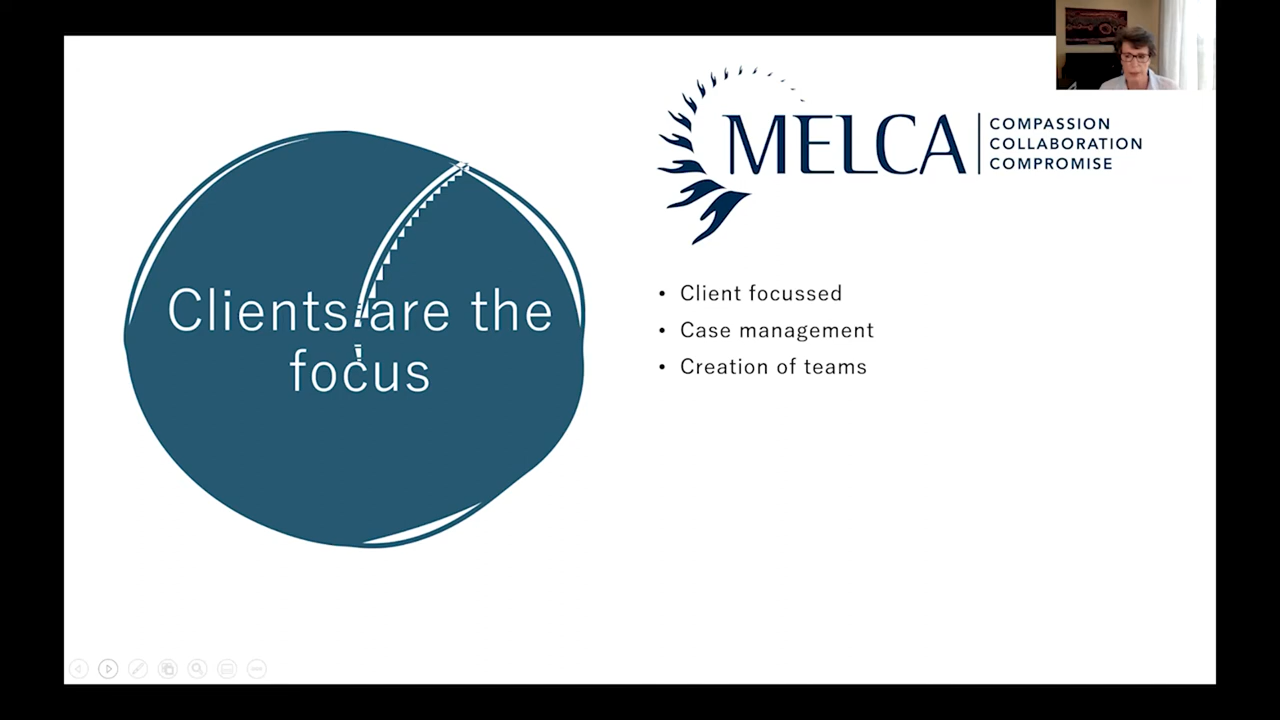 Clients are the
focus
MELCA
COMPASSION
COLLABORATION
COMPROMISE
• Client focussed
• Case management
• Creation of teams